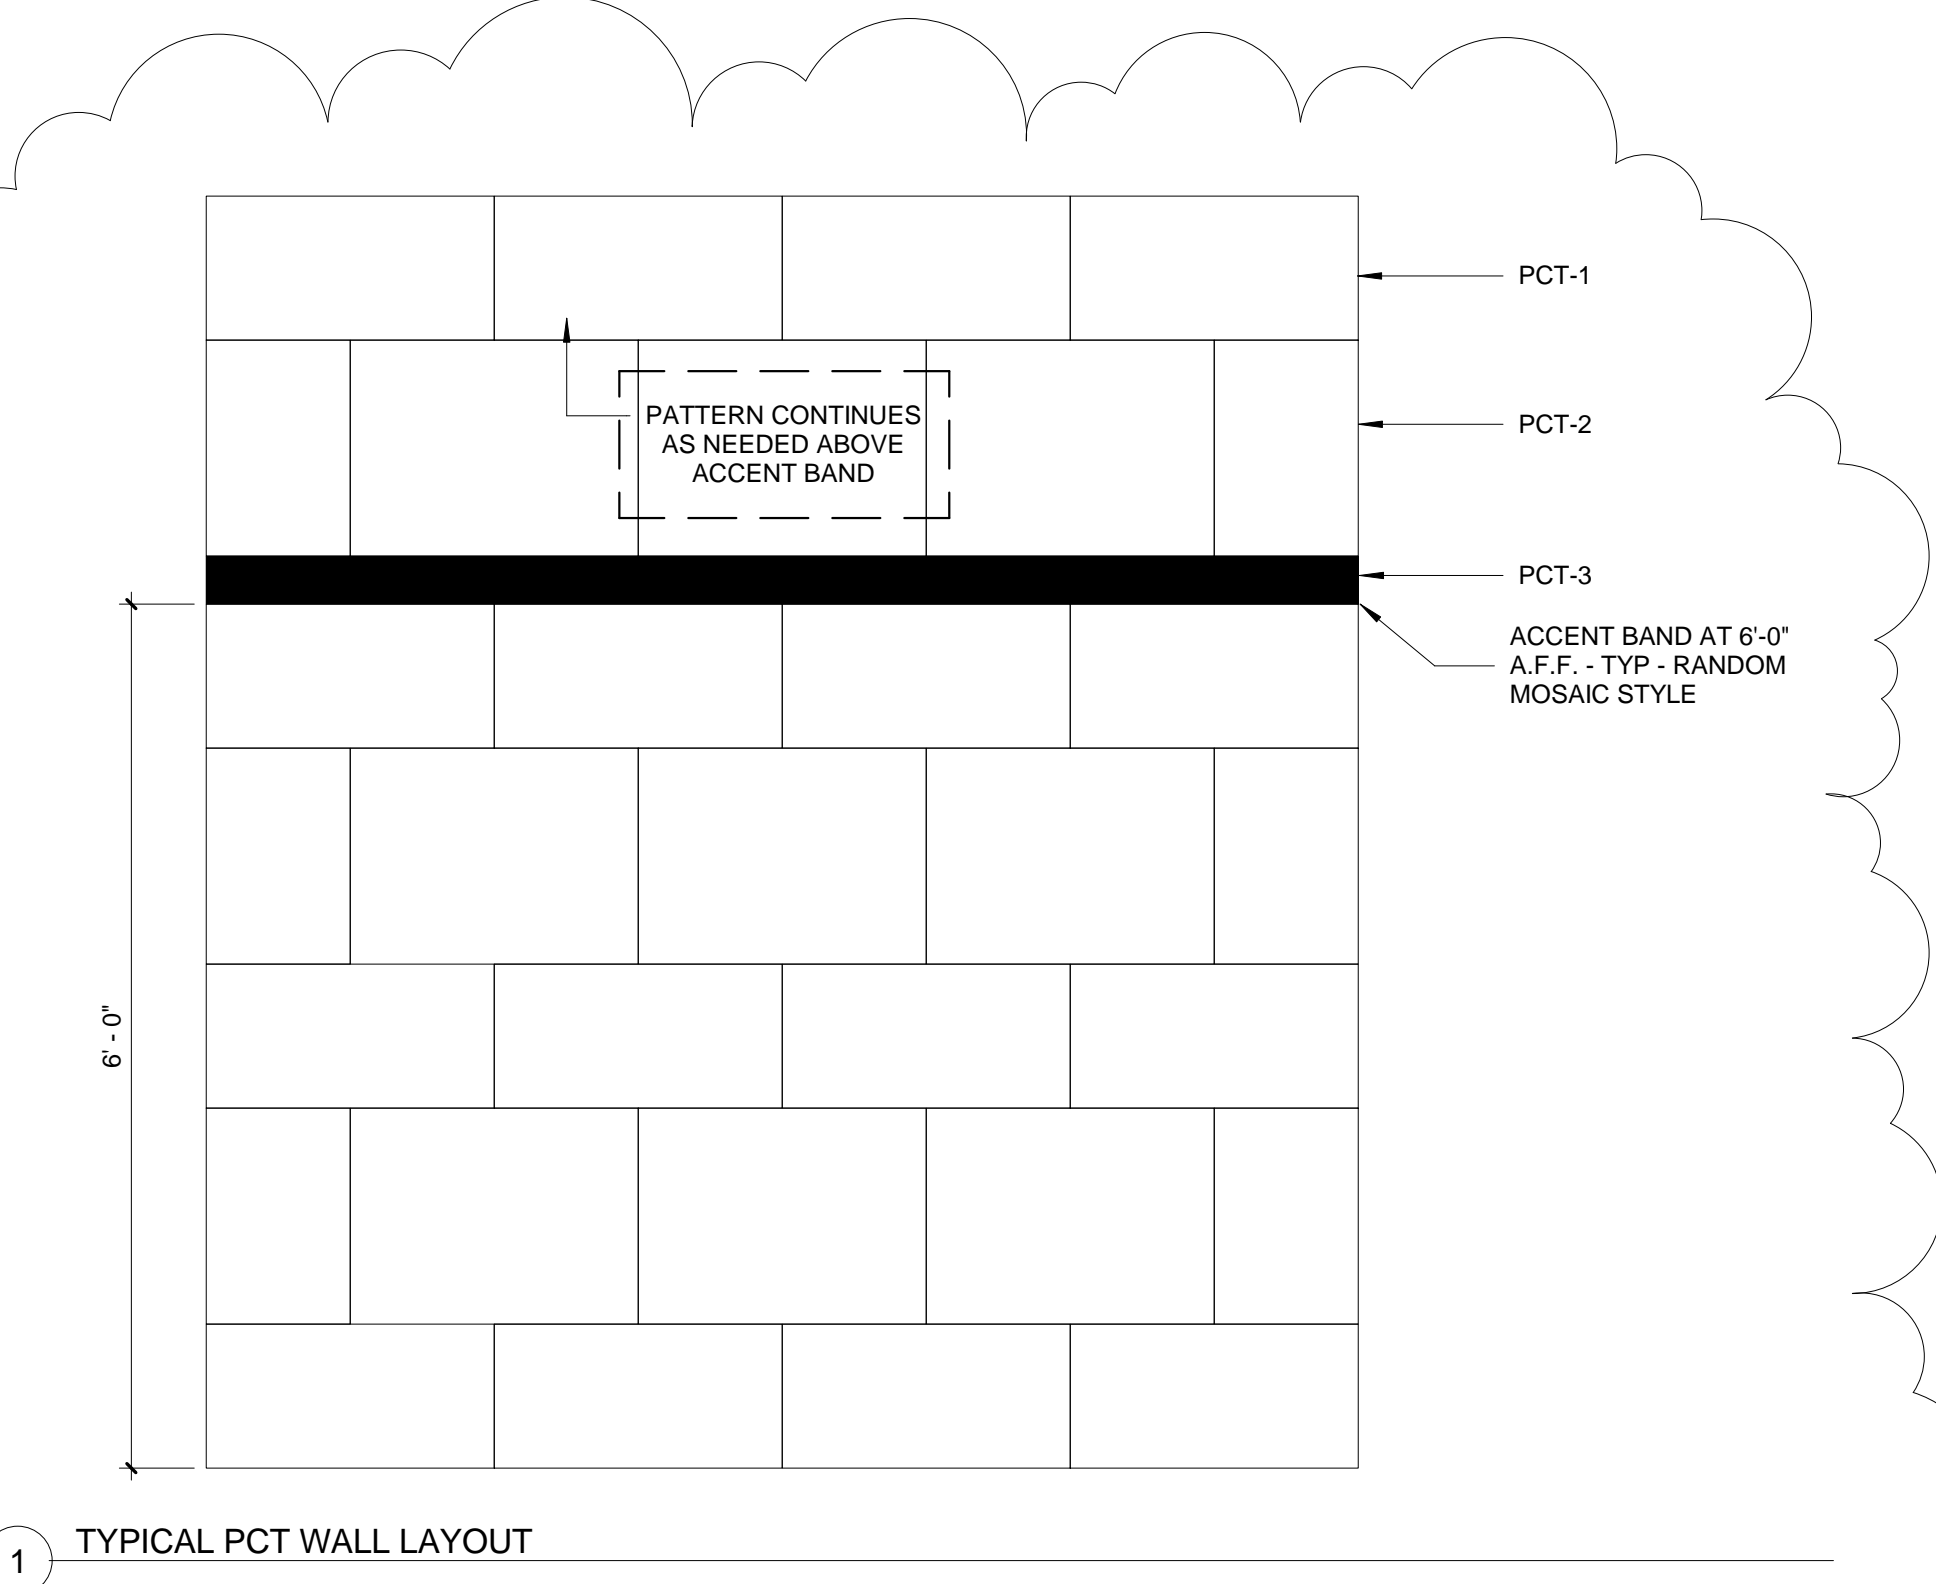 PCT-1
PATTERN CONTINUES
AS NEEDED ABOVE
ACCENT BAND
PCT-2
PCT-3
ACCENT BAND AT 6'-0"
A.F.F. - TYP - RANDOM
MOSAIC STYLE
6' - 0"
1
TYPICAL PCT WALL LAYOUT